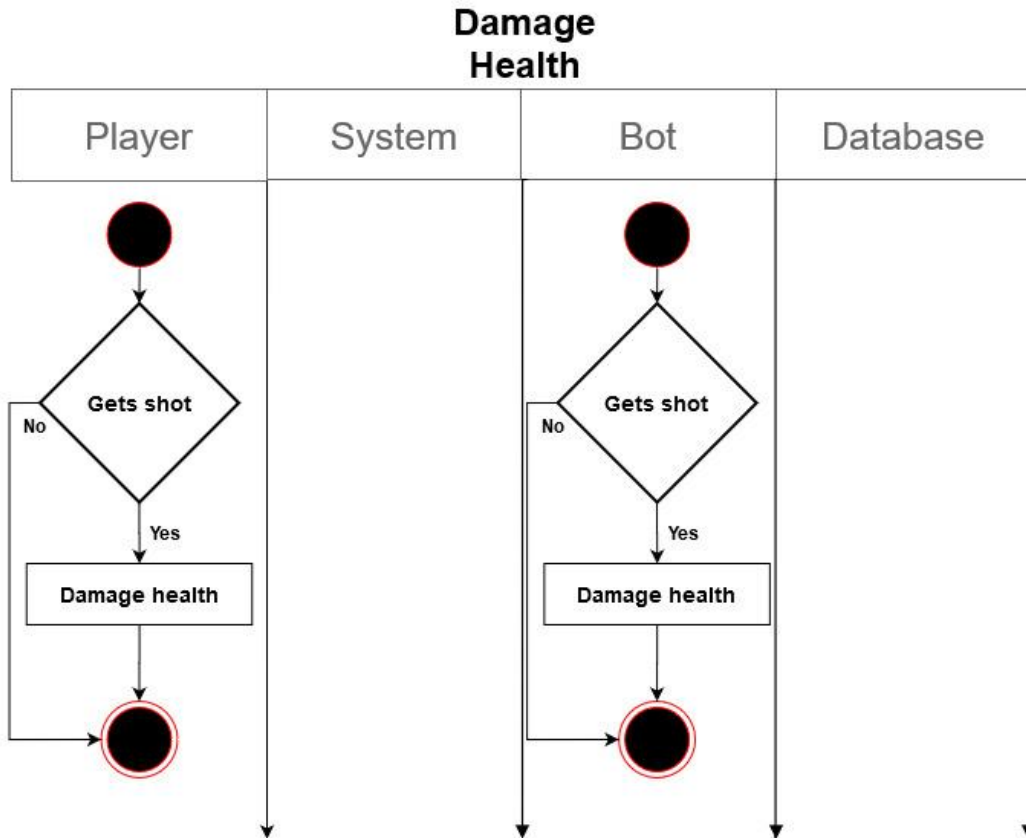 Damage
Health
Player
System
Bot
Database
Gets shot
No
Yes
Damage health
Gets shot
No
Yes
Damage health